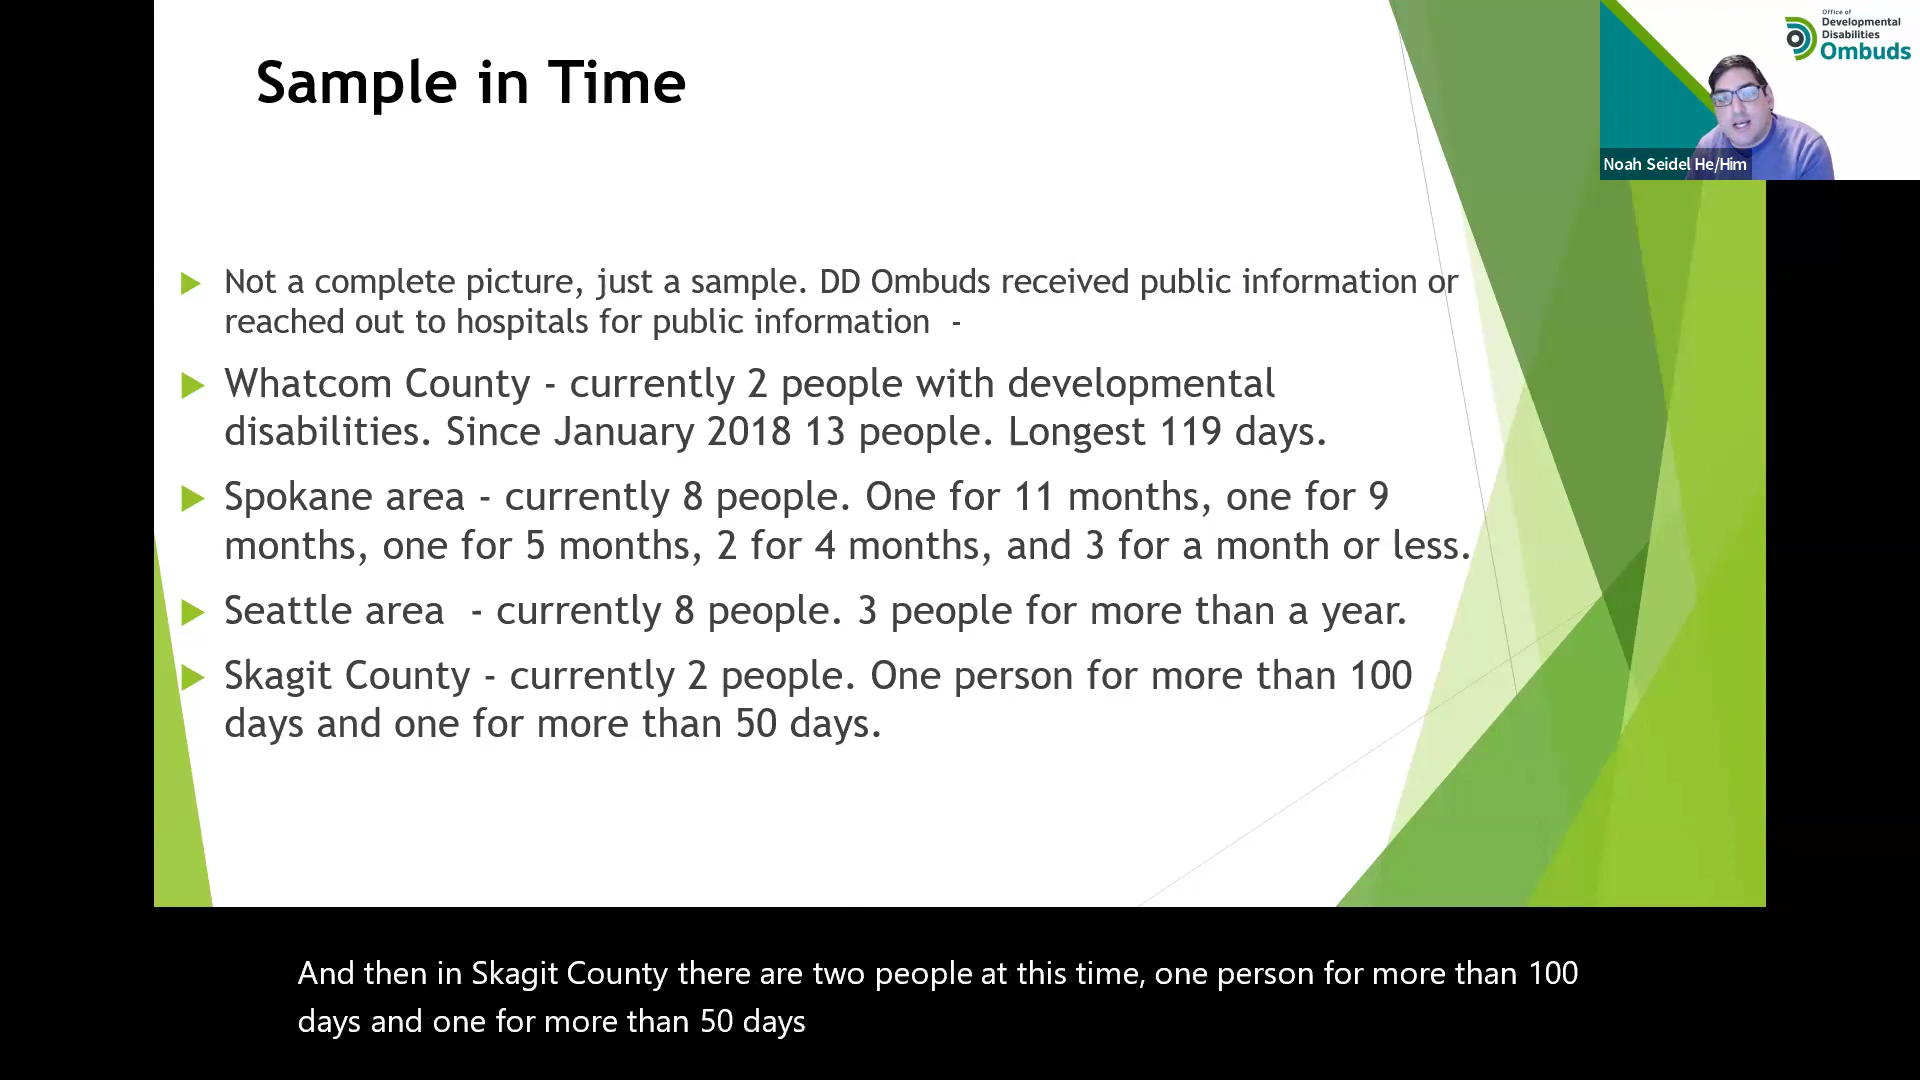 Sample in Time
Office of
Developmental
Disabilities
Ombuds
Noah Seidel He/Him
Not a complete picture, just a sample. DD Ombuds received public information or
reached out to hospitals for public information -
Whatcom County - currently 2 people with developmental
disabilities. Since January 2018 13 people. Longest 119 days.
Spokane area - currently 8 people. One for 11 months, one for 9
months, one for 5 months, 2 for 4 months, and 3 for a month or less.
Seattle area - currently 8 people. 3 people for more than a year.
Skagit County - currently 2 people. One person for more than 100
days and one for more than 50 days.
And then in Skagit County there are two people at this time, one person for more than 100
days and one for more than 50 days